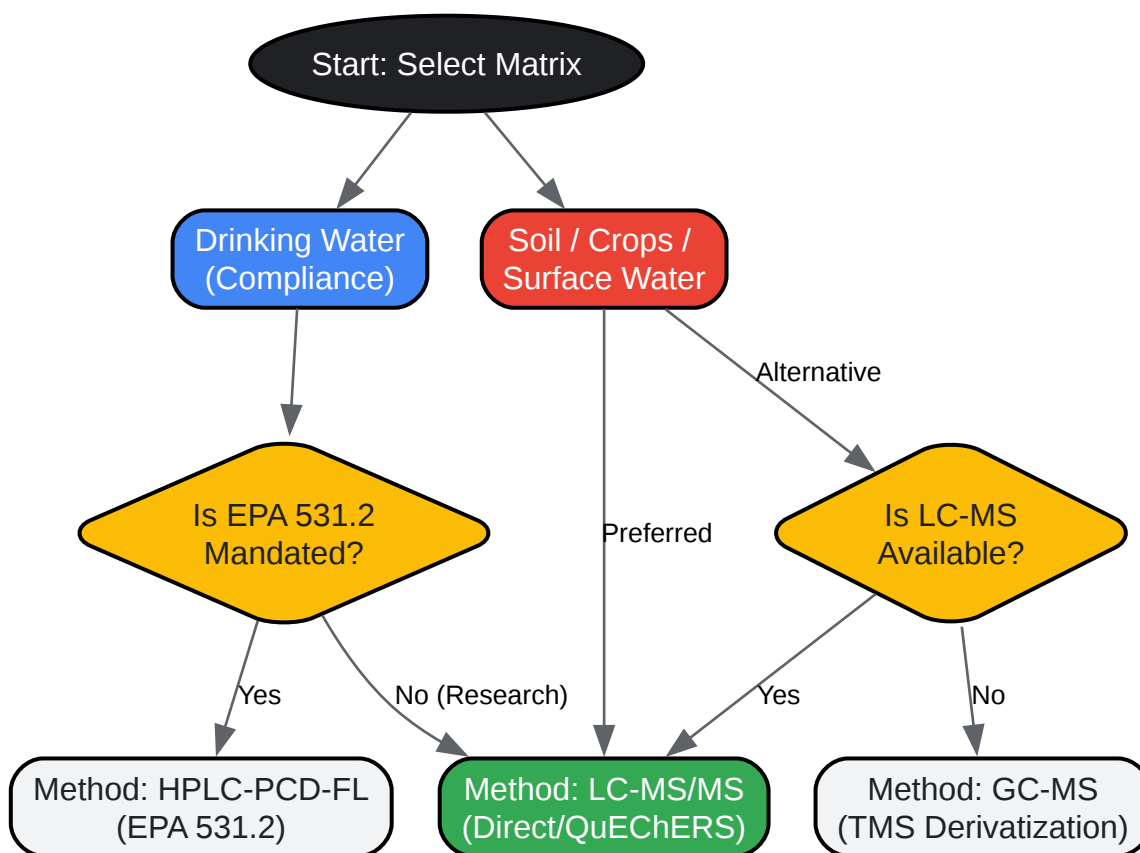 Start: Select Matrix
Drinking Water
(Compliance)
Soil / Crops /
Surface Water
Alternative
Is EPA 531.2
Mandated?
Preferred
Is LC-MS
Available?
Yes
No (Research)
Yes
No
Method: HPLC-PCD-FL
(EPA 531.2)
Method: LC-MS/MS
(Direct/QuEChERS)
Method: GC-MS
(TMS Derivatization)